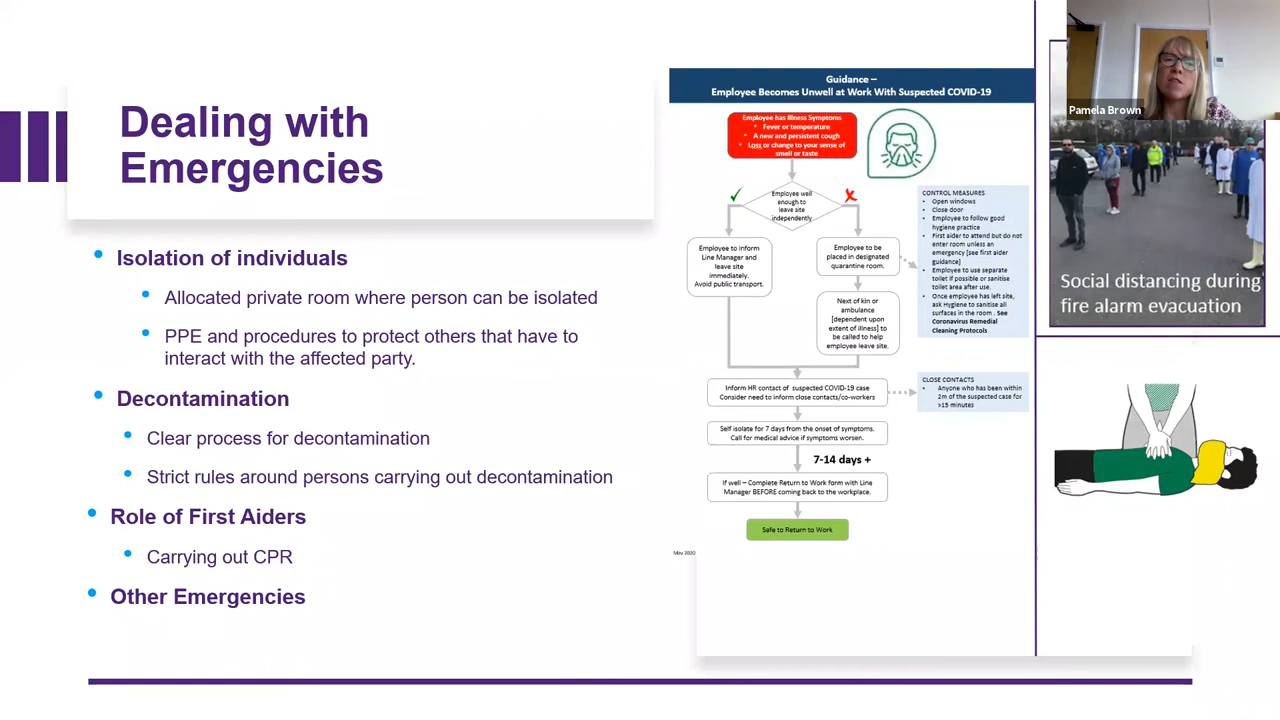 Dealing with
Emergencies
• Isolation of individuals
• Allocated private room where person can be isolated
• PPE and procedures to protect others that have to
interact with the affected party.
• Decontamination
• Clear process for decontamination
• Strict rules around persons carrying out decontamination
• Role of First Aiders
• Carrying out CPR
• Other Emergencies
Guidance –
Employee Becomes Unwell at Work With Suspected COVID-19
Employee has Illness Symptoms
• Fever or temperature
• A new and persistent cough
• Loss or change to your sense of
smell or taste
Employee well
enough to
leave site
independently
Employee to inform
Line Manager and
leave site
immediately.
Avoid public transport.
Employee to be
placed in designated
quarantine room.
Next of kin or
ambulance
[dependent upon
extent of illness] to
be called to help
employee leave site.
CONTROL MEASURES
• Open windows
• Close door
• Employee to follow good
hygiene practice
• First aider to attend but do not
enter room unless an
emergency [see first aider
guidance]
• Employee to use separate
toilet if possible or sanitise
toilet area after use.
• Once employee has left site,
ask Hygiene to sanitise all
surfaces in the room . See
Coronavirus Remedial
Cleaning Protocols
Inform HR contact of suspected COVID-19 case
Consider need to inform close contacts/co-workers
CLOSE CONTACTS
• Anyone who has been within
2m of the suspected case for
>15 minutes
Self isolate for 7 days from the onset of symptoms.
Call for medical advice if symptoms worsen.
7-14 days +
If well – Complete Return to Work form with Line
Manager BEFORE coming back to the workplace.
Safe to Return to Work
May 2020
Pamela Brown
Social distancing during
fire alarm evacuation